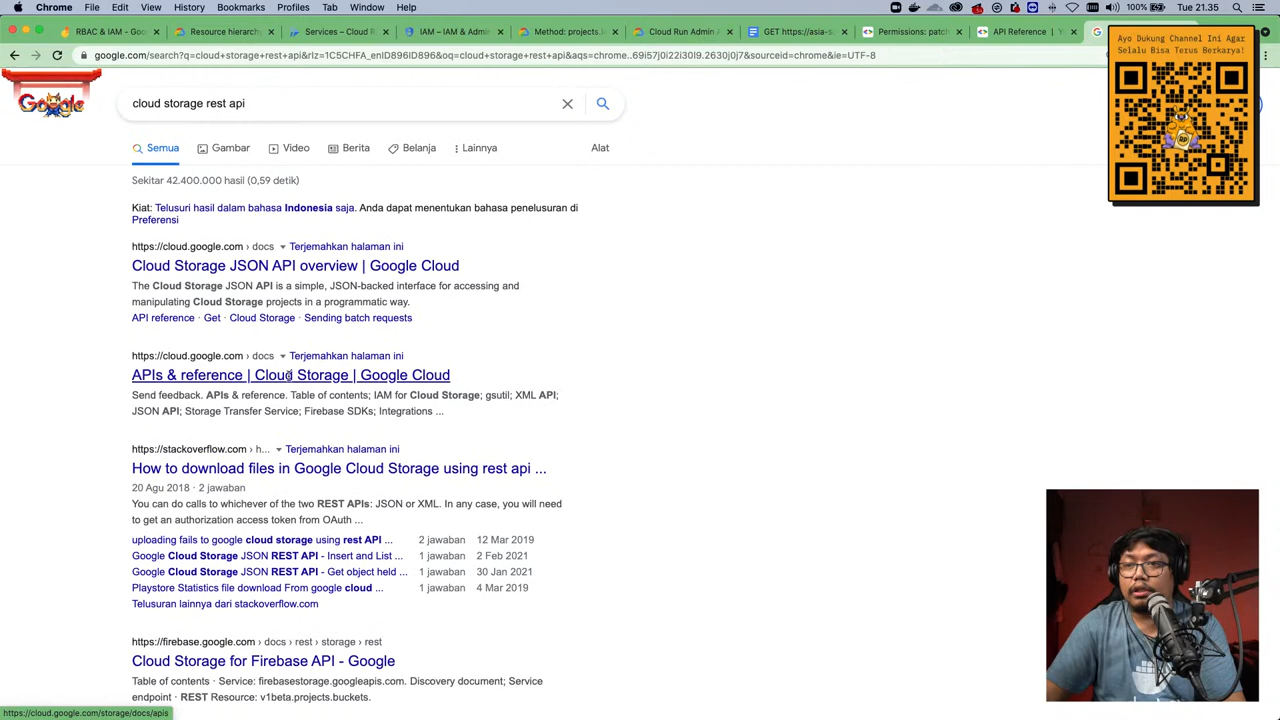 Chrome File Edit View History Bookmarks Profiles Tab Window Help
Tue 21.35
RBAC & IAM - Goo
Resource hierarchy
Services – Cloud R
IAM – IAM & Admin
Method: projects.l
Cloud Run Admin A
GET https://asia-s
Permissions: patch
API Reference
google.com/search?q=cloud+storage+rest+api&rlz=1C5CHFA_enID896ID896&oq=cloud+storage+rest+api&aqs=chrome..69i57j0i22i30l9.2630j0j7&sourceid=chrome&ie=UTF-8
Ayo Dukung Channel Ini Agar
Selalu Bisa Terus Berkarya!
Google
cloud storage rest api
Semua
Gambar
Video
Berita
Belanja
Lainnya
Alat
Sekitar 42.400.000 hasil (0,59 detik)
Kiat: Telusuri hasil dalam bahasa Indonesia saja. Anda dapat menentukan bahasa penelusuran di
Preferensi
https://cloud.google.com › docs Terjemahkan halaman ini
Cloud Storage JSON API overview | Google Cloud
The Cloud Storage JSON API is a simple, JSON-backed interface for accessing and
manipulating Cloud Storage projects in a programmatic way.
API reference · Get · Cloud Storage · Sending batch requests
https://cloud.google.com › docs Terjemahkan halaman ini
APIs & reference | Cloud Storage | Google Cloud
Send feedback. APIs & reference. Table of contents; IAM for Cloud Storage; gsutil; XML API;
JSON API; Storage Transfer Service; Firebase SDKs; Integrations ...
https://stackoverflow.com › h... Terjemahkan halaman ini
How to download files in Google Cloud Storage using rest api ...
20 Agu 2018 · 2 jawaban
You can do calls to whichever of the two REST APIs: JSON or XML. In any case, you will need
to get an authorization access token from OAuth ...
uploading fails to google cloud storage using rest API ... 2 jawaban 12 Mar 2019
Google Cloud Storage JSON REST API - Insert and List ... 1 jawaban 2 Feb 2021
Google Cloud Storage JSON REST API - Get object held ... 1 jawaban 30 Jan 2021
Playstore Statistics file download From google cloud ... 1 jawaban 4 Mar 2019
Telusuran lainnya dari stackoverflow.com
https://firebase.google.com › docs › rest › storage › rest
Cloud Storage for Firebase API - Google
Table of contents · Service: firebasestorage.googleapis.com. Discovery document; Service
endpoint · REST Resource: v1beta.projects.buckets.
https://cloud.google.com/storage/docs/apis